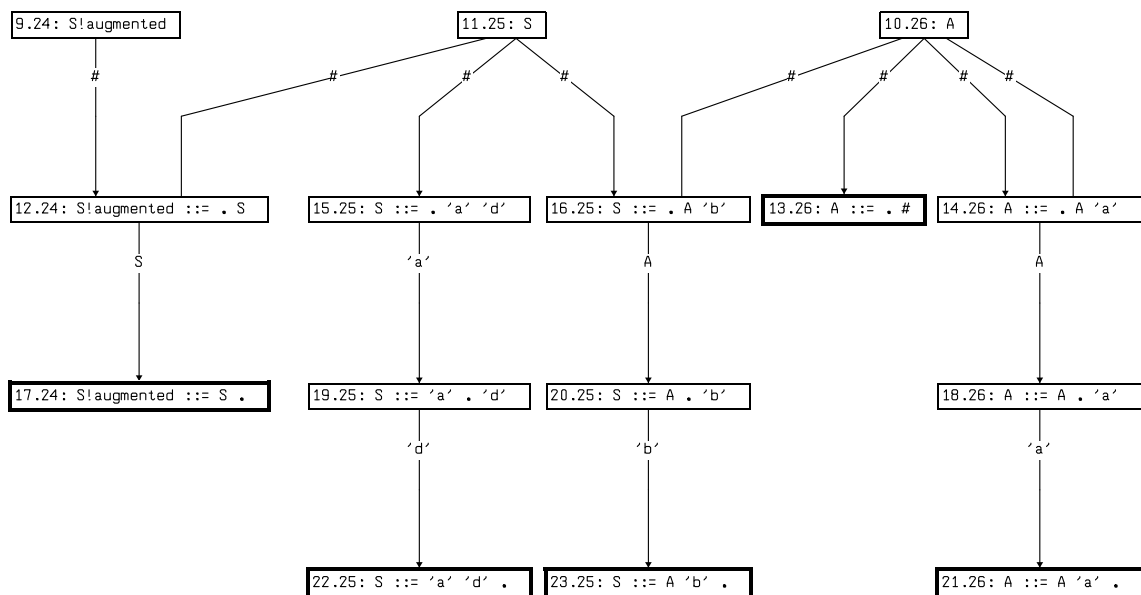 9.24: S!augmented
11.25: S
10.26: A
#
#
#
#
#
#
#
#
12.24: S!augmented ::= . S
15.25: S ::= . 'a' 'd'
16.25: S ::= . A 'b'
13.26: A ::= . #
14.26: A ::= . A 'a'
S
'a'
A
A
17.24: S!augmented ::= S .
19.25: S ::= 'a' . 'd'
20.25: S ::= A . 'b'
18.26: A ::= A . 'a'
'd'
'b'
'a'
22.25: S ::= 'a' 'd' .
23.25: S ::= A 'b' .
21.26: A ::= A 'a' .